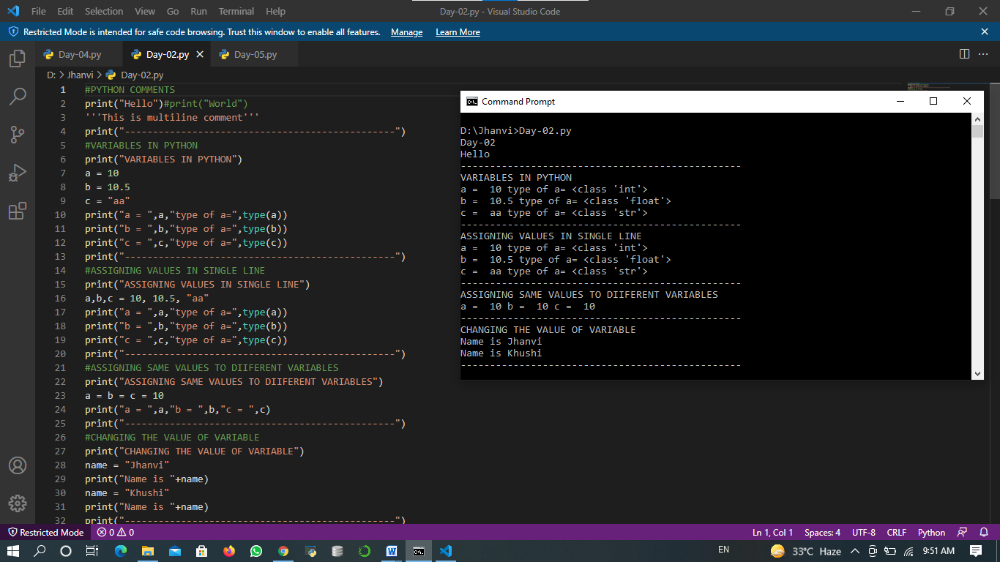 File Edit Selection View Go Run Terminal Help Day-02.py - Visual Studio Code
Restricted Mode is intended for safe code browsing. Trust this window to enable all features. Manage Learn More
Day-04.py Day-02.py Day-05.py
D: > Jhanvi > Day-02.py
1 #PYTHON COMMENTS
2 print("Hello")#print("World")
3 '''This is multiline comment'''
4 print("------------------------------------------------")
5 #VARIABLES IN PYTHON
6 print("VARIABLES IN PYTHON")
7 a = 10
8 b = 10.5
9 c = "aa"
10 print("a = ",a,"type of a=",type(a))
11 print("b = ",b,"type of a=",type(b))
12 print("c = ",c,"type of a=",type(c))
13 print("------------------------------------------------")
14 #ASSIGNING VALUES IN SINGLE LINE
15 print("ASSIGNING VALUES IN SINGLE LINE")
16 a,b,c = 10, 10.5, "aa"
17 print("a = ",a,"type of a=",type(a))
18 print("b = ",b,"type of a=",type(b))
19 print("c = ",c,"type of a=",type(c))
20 print("------------------------------------------------")
21 #ASSIGNING SAME VALUES TO DIIFERENT VARIABLES
22 print("ASSIGNING SAME VALUES TO DIIFERENT VARIABLES")
23 a = b = c = 10
24 print("a = ",a,"b = ",b,"c = ",c)
25 print("------------------------------------------------")
26 #CHANGING THE VALUE OF VARIABLE
27 print("CHANGING THE VALUE OF VARIABLE")
28 name = "Jhanvi"
29 print("Name is "+name)
30 name = "Khushi"
31 print("Name is "+name)
32 print("------------------------------------------------")
Command Prompt
D:\Jhanvi>Day-02.py
Day-02
Hello
------------------------------------------------
VARIABLES IN PYTHON
a =  10 type of a= <class 'int'>
b =  10.5 type of a= <class 'float'>
c =  aa type of a= <class 'str'>
------------------------------------------------
ASSIGNING VALUES IN SINGLE LINE
a =  10 type of a= <class 'int'>
b =  10.5 type of a= <class 'float'>
c =  aa type of a= <class 'str'>
------------------------------------------------
ASSIGNING SAME VALUES TO DIIFERENT VARIABLES
a =  10 b =  10 c =  10
------------------------------------------------
CHANGING THE VALUE OF VARIABLE
Name is Jhanvi
Name is Khushi
------------------------------------------------
Restricted Mode 0 0 Ln 1, Col 1 Spaces: 4 UTF-8 CRLF Python
EN 33°C Haze 9:51 AM